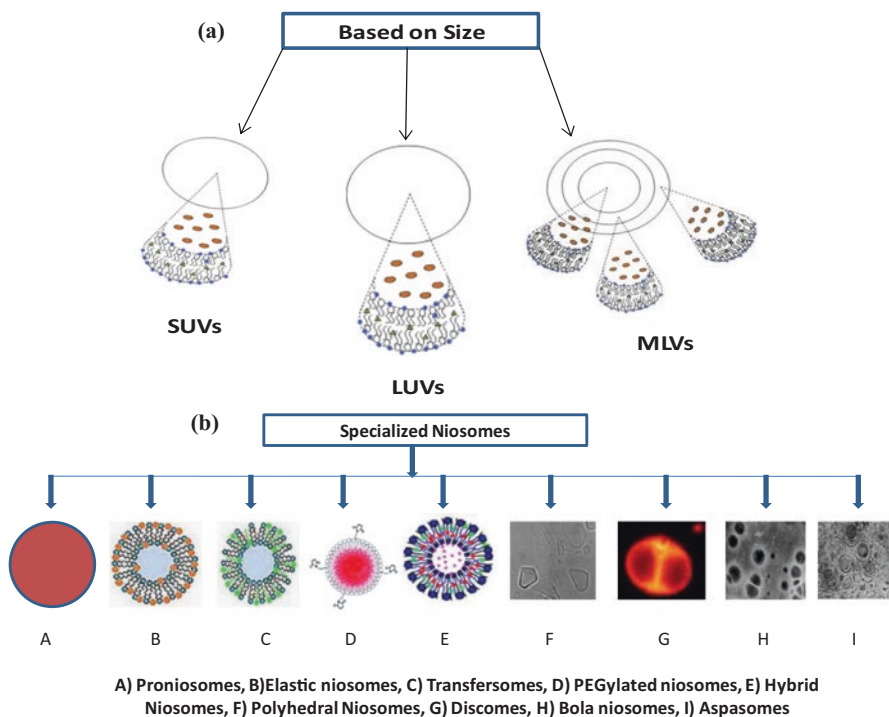 (a)
Based on Size
SUVs
LUVs
MLVs
(b)
Specialized Niosomes
A B C D E F G H I
A) Proniosomes, B)Elastic niosomes, C) Transfersomes, D) PEGylated niosomes, E) Hybrid
Niosomes, F) Polyhedral Niosomes, G) Discomes, H) Bola niosomes, I) Aspasomes